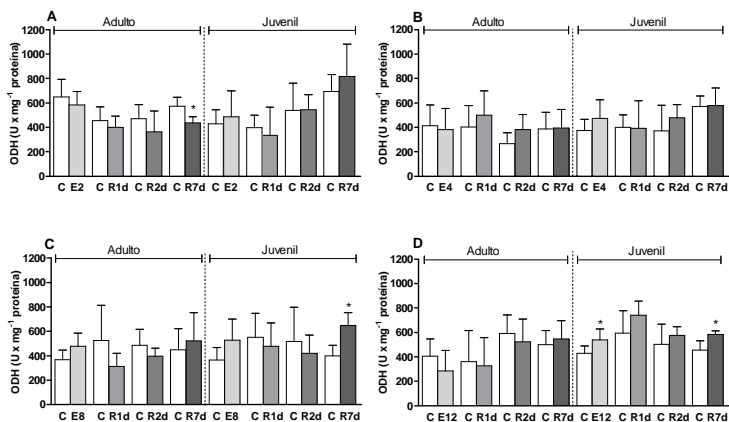 A
Adulto
Juvenil
ODH (U x mg⁻¹ proteína)
1200
1000
800
600
400
200
0
*
C E2 C R1d C R2d C R7d C E2 C R1d C R2d C R7d
B
Adulto
Juvenil
ODH (U x mg⁻¹ proteína)
1200
1000
800
600
400
200
0
C E4 C R1d C R2d C R7d C E4 C R1d C R2d C R7d
C
Adulto
Juvenil
ODH (U x mg⁻¹ proteína)
1200
1000
800
600
400
200
0
*
C E8 C R1d C R2d C R7d C E8 C R1d C R2d C R7d
D
Adulto
Juvenil
ODH (U x mg⁻¹ proteína)
1200
1000
800
600
400
200
0
* *
C E12 C R1d C R2d C R7d C E12 C R1d C R2d C R7d